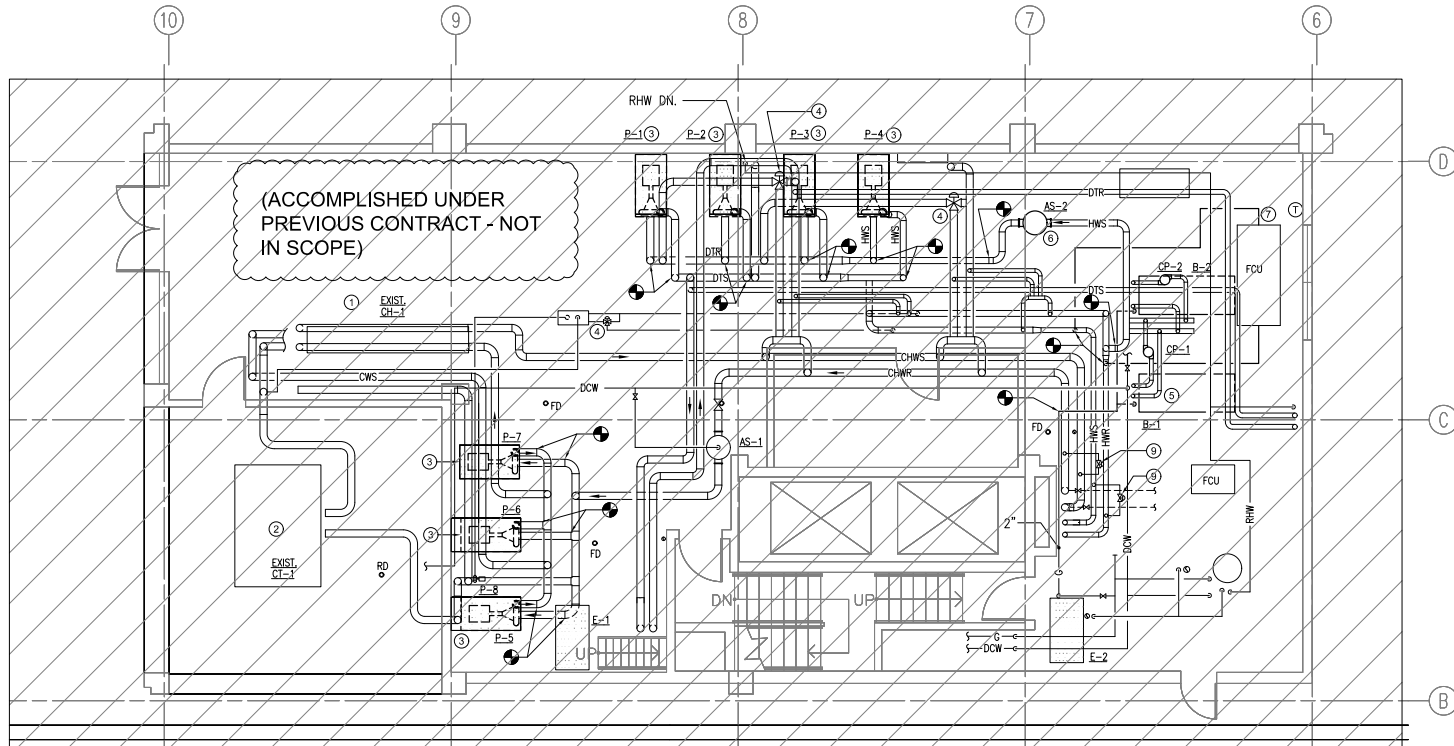 10
9
8
7
6
RHW DN.
4
P-1 3
P-2 3
P-3 3
P-4 3
D
(ACCOMPLISHED UNDER
PREVIOUS CONTRACT - NOT
IN SCOPE)
DTR
AS-2
T
7
4
HWS
HWS
6
HWS
DTR
FCU
CP-2
B-2
DTS
DTS
1
EXIST.
CH-1
4
CP-1
CHWS
CHWR
CWS
DCW
5
B-1
FD
C
FD
P-7
AS-1
HWS
HWR
9
3
9
FCU
P-6
2"
RHW
2
3
EXIST.
CT-1
FD
DCW
RD
G
P-8
DN
UP
E-1
3
P-5
UP
G
DCW
E-2
B